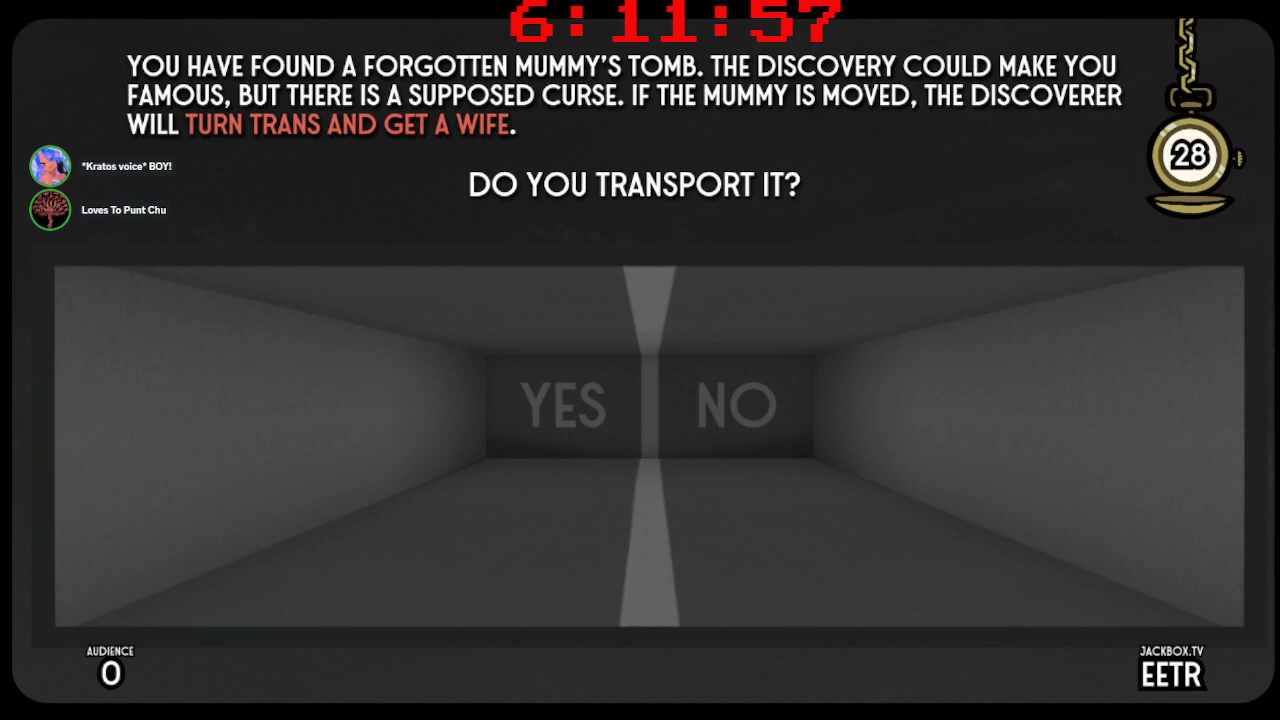 6:11:57
YOU HAVE FOUND A FORGOTTEN MUMMY'S TOMB. THE DISCOVERY COULD MAKE YOU
FAMOUS, BUT THERE IS A SUPPOSED CURSE. IF THE MUMMY IS MOVED, THE DISCOVERER
WILL TURN TRANS AND GET A WIFE.
28
*Kratos voice* BOY!
Loves To Punt Chu
DO YOU TRANSPORT IT?
YES
NO
AUDIENCE
0
JACKBOX.TV
EETR